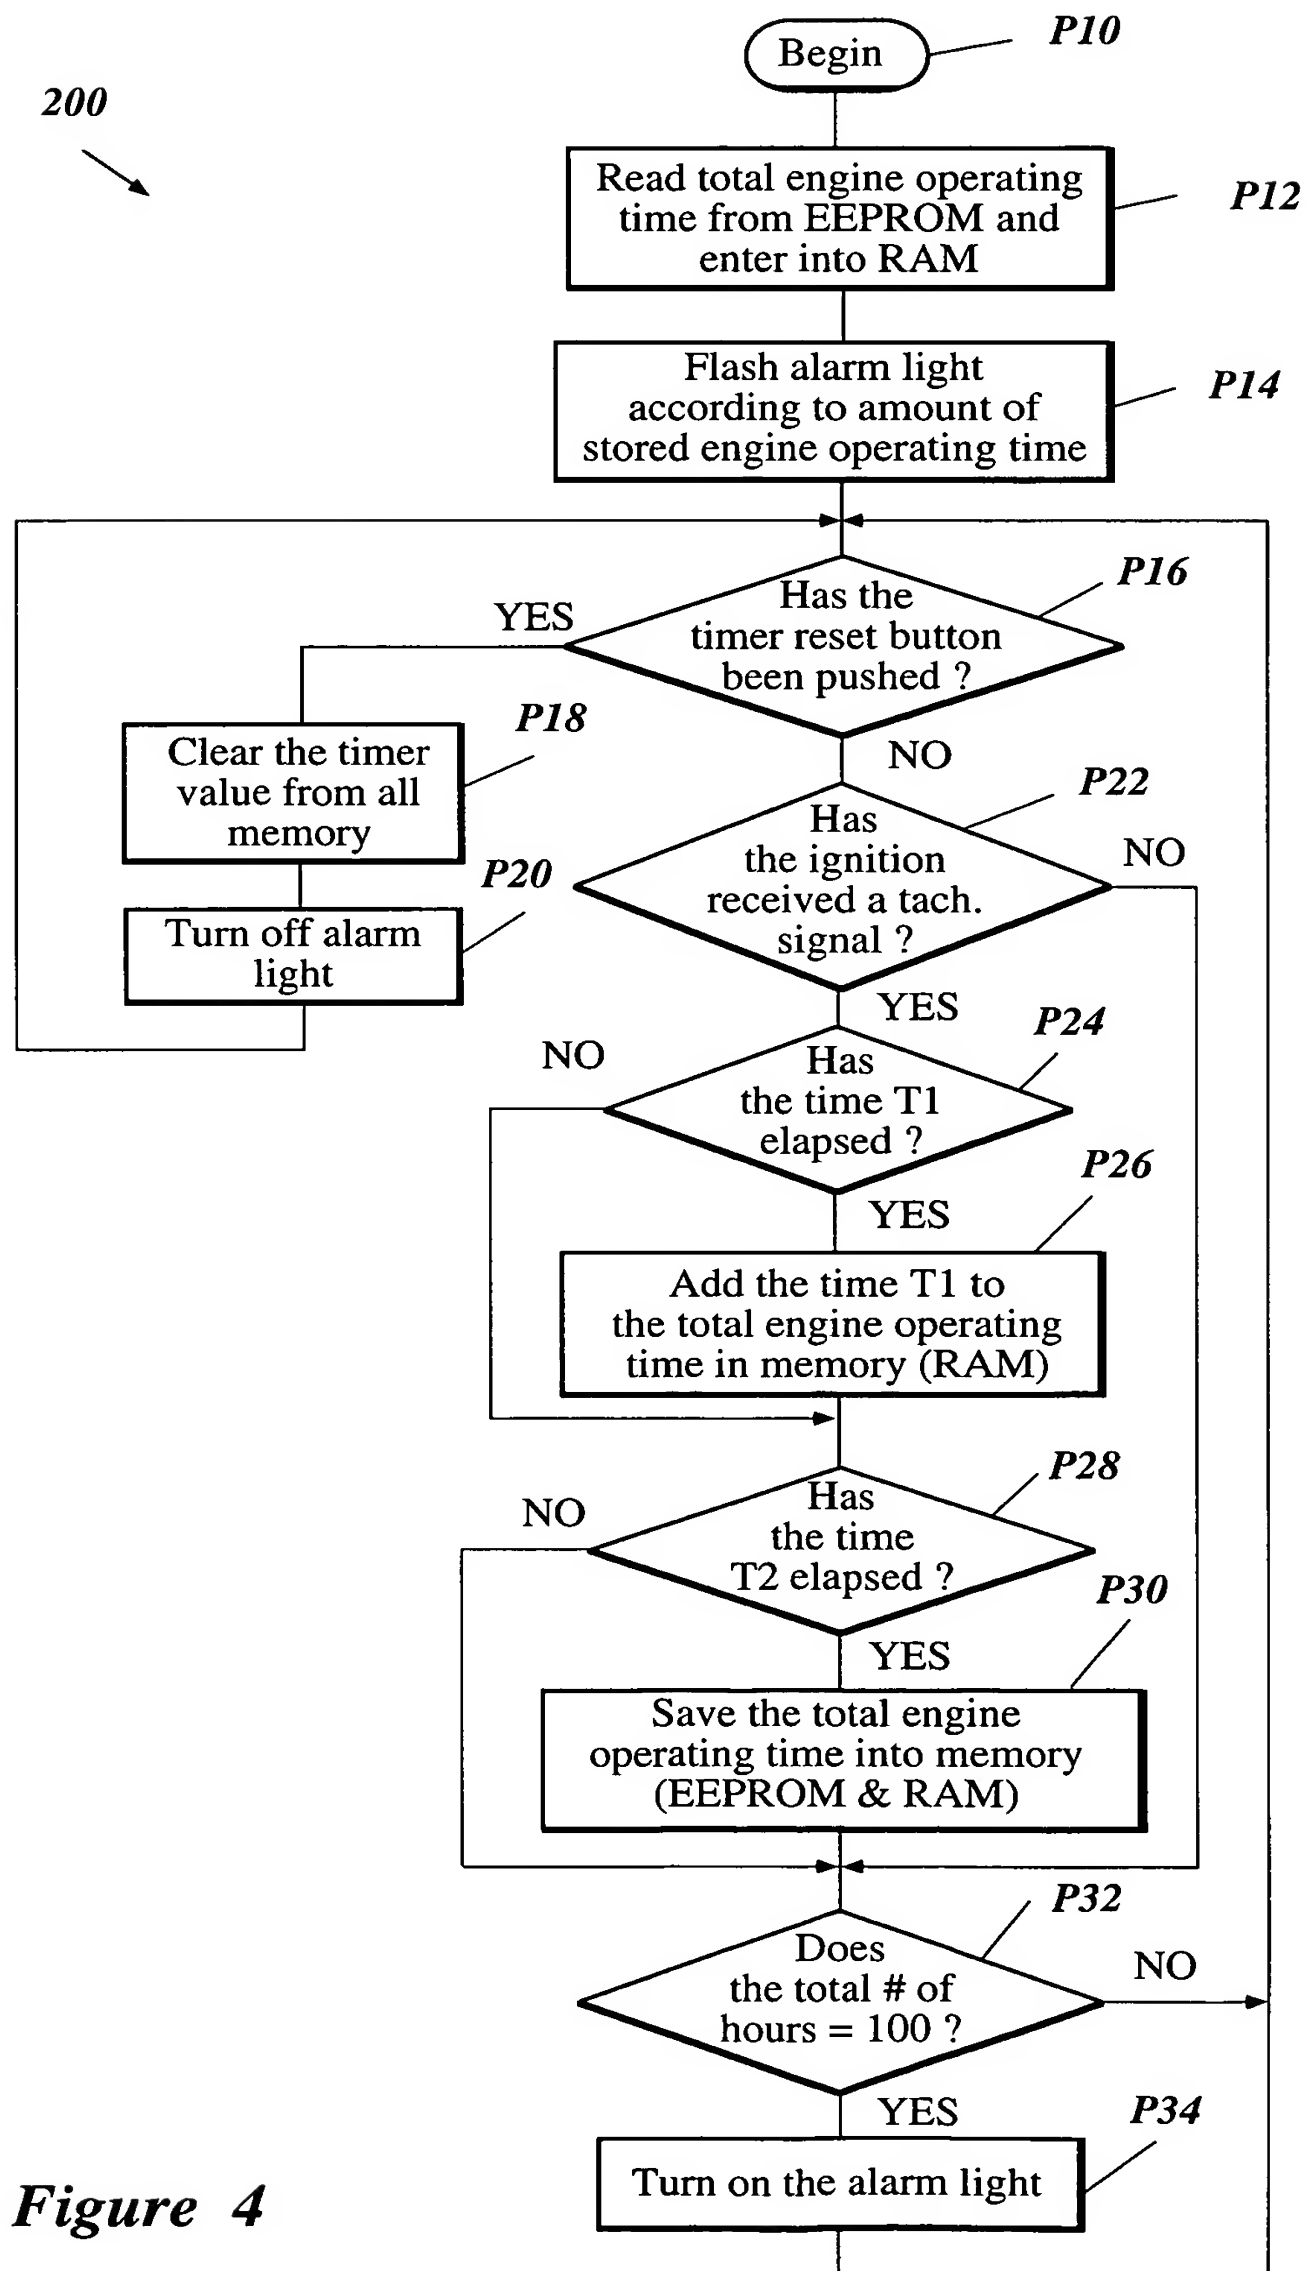 Begin
P10
200
Read total engine operating
time from EEPROM and
enter into RAM
P12
Flash alarm light
according to amount of
stored engine operating time
P14
Has the
timer reset button
been pushed ?
P16
YES
NO
Clear the timer
value from all
memory
P18
Turn off alarm
light
P20
Has
the ignition
received a tach.
signal ?
P22
NO
YES
Has
the time T1
elapsed ?
P24
NO
YES
Add the time T1 to
the total engine operating
time in memory (RAM)
P26
Has
the time
T2 elapsed ?
P28
NO
YES
Save the total engine
operating time into memory
(EEPROM & RAM)
P30
Does
the total # of
hours = 100 ?
P32
NO
YES
Turn on the alarm light
P34
Figure 4